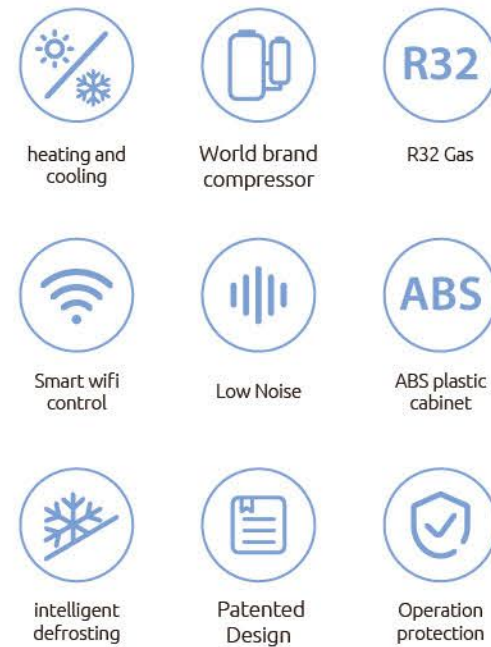 R32
heating and
cooling
World brand
compressor
R32 Gas
ABS
Smart wifi
control
Low Noise
ABS plastic
cabinet
intelligent
defrosting
Patented
Design
Operation
protection